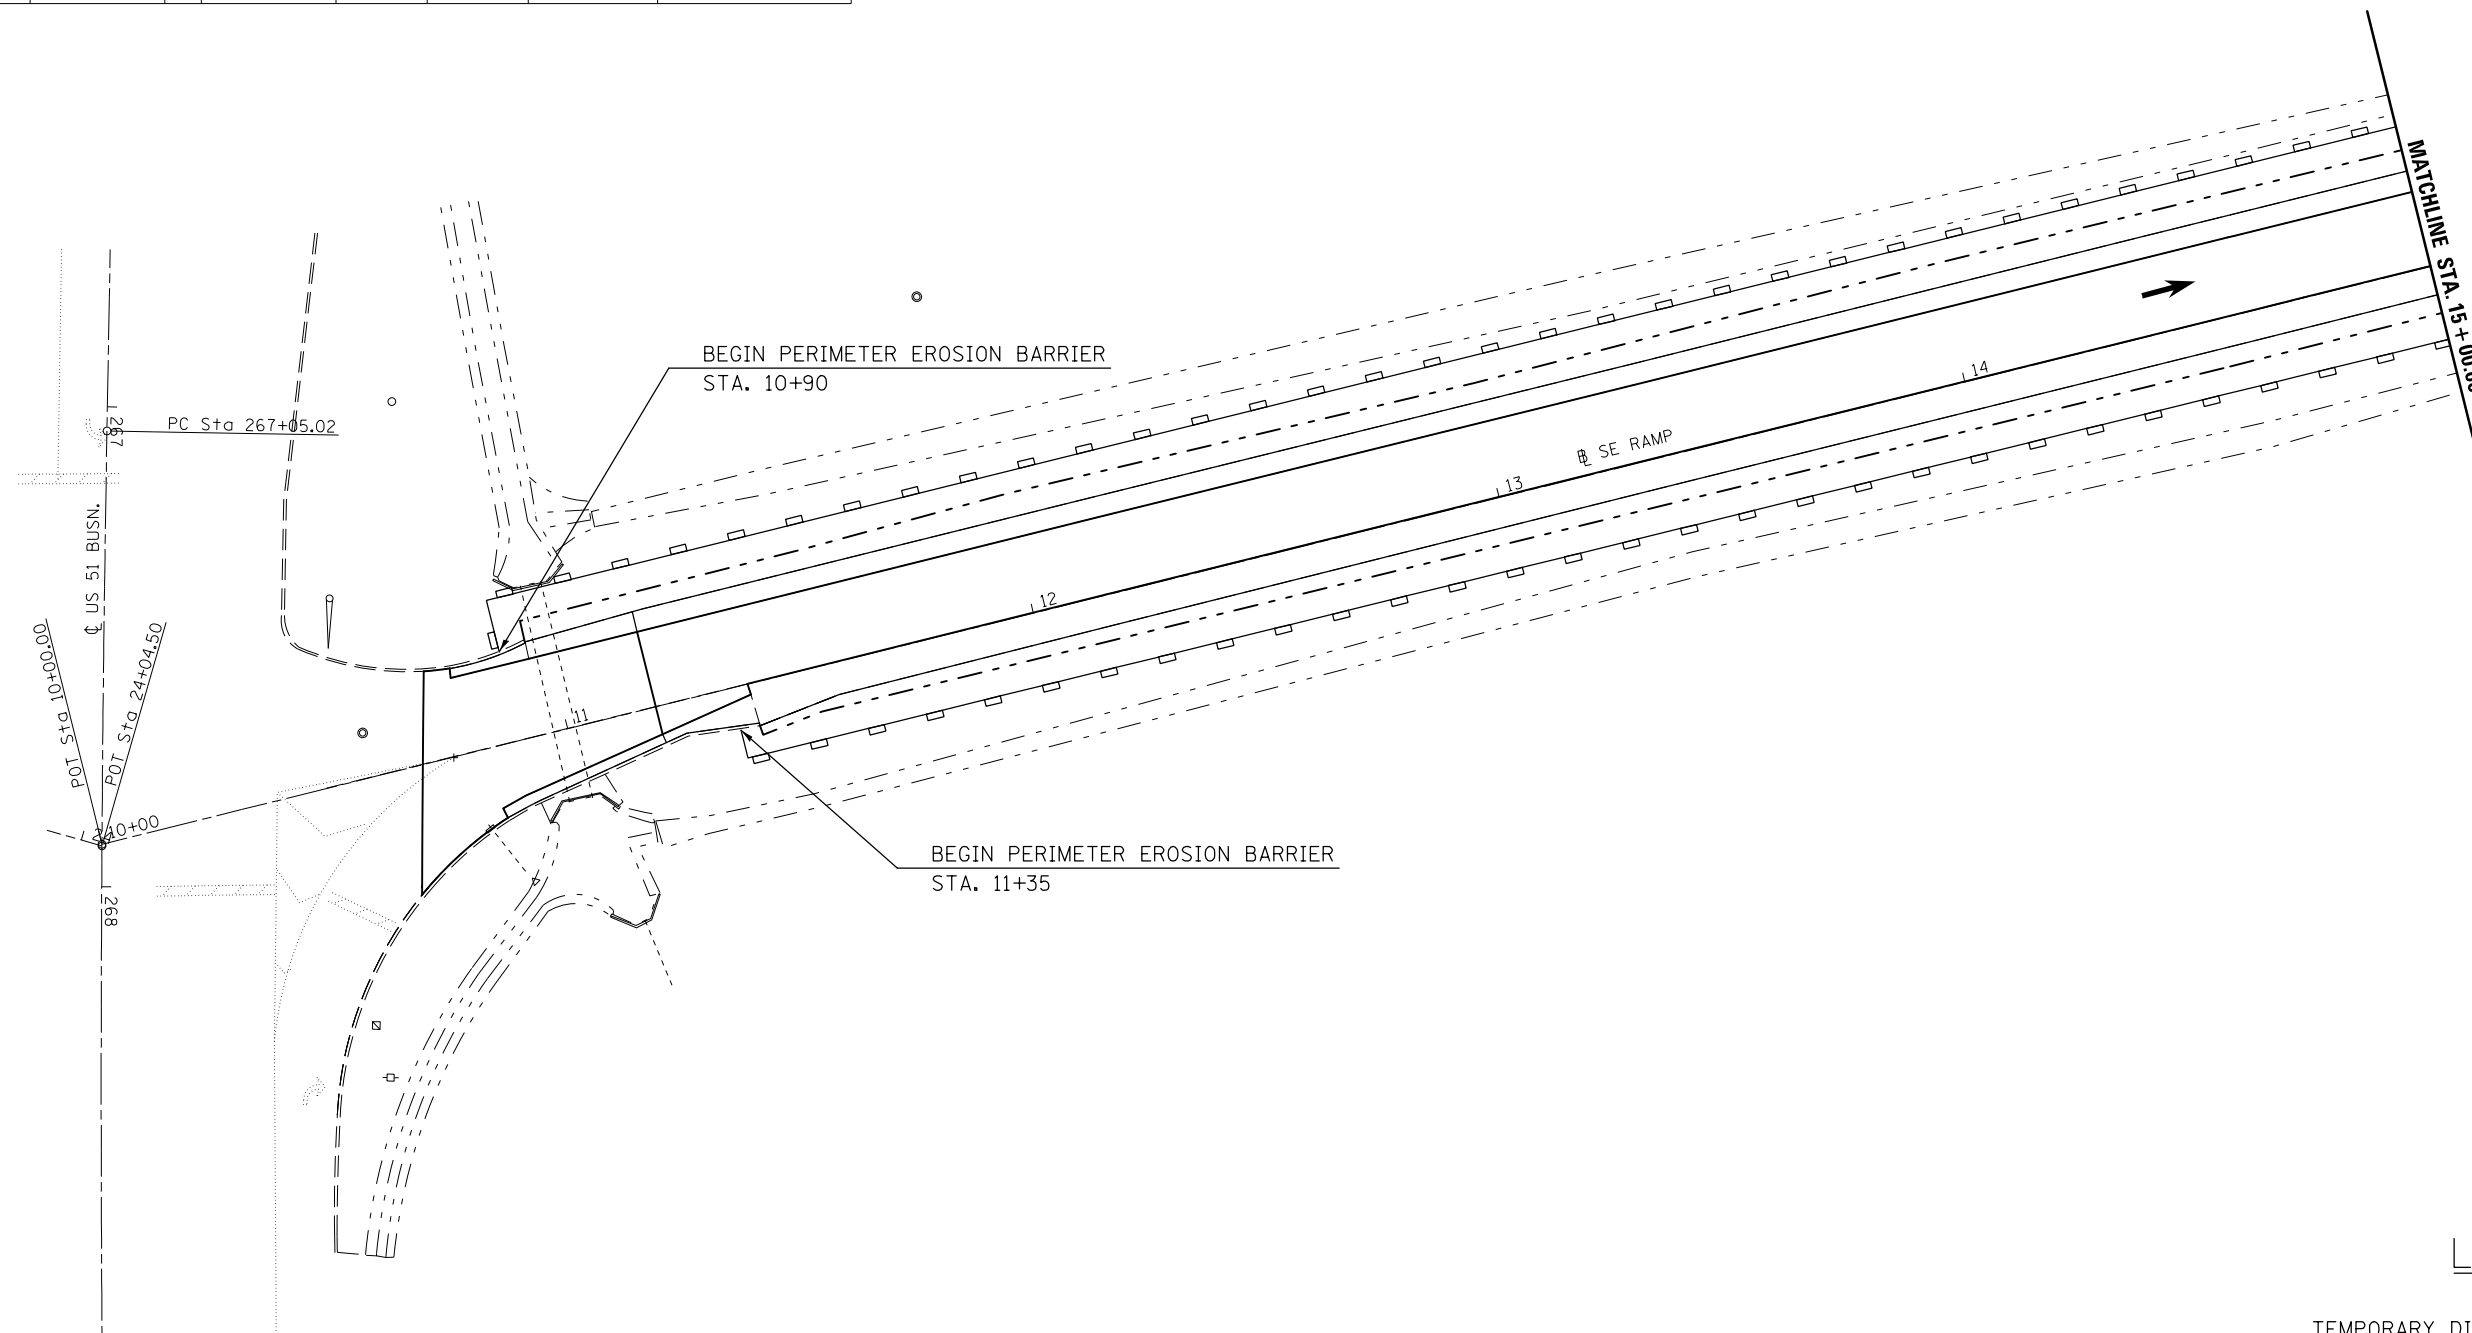 MATCHLINE STA. 15+00.00
BEGIN PERIMETER EROSION BARRIER
STA. 10+90
14
267
PC Sta 267+05.02
℄ SE RAMP
13
℄ US 51 BUSN.
12
POT Sta 10+00.00
POT Sta 24+04.50
11
10+00
BEGIN PERIMETER EROSION BARRIER
STA. 11+35
268
TEMPORARY